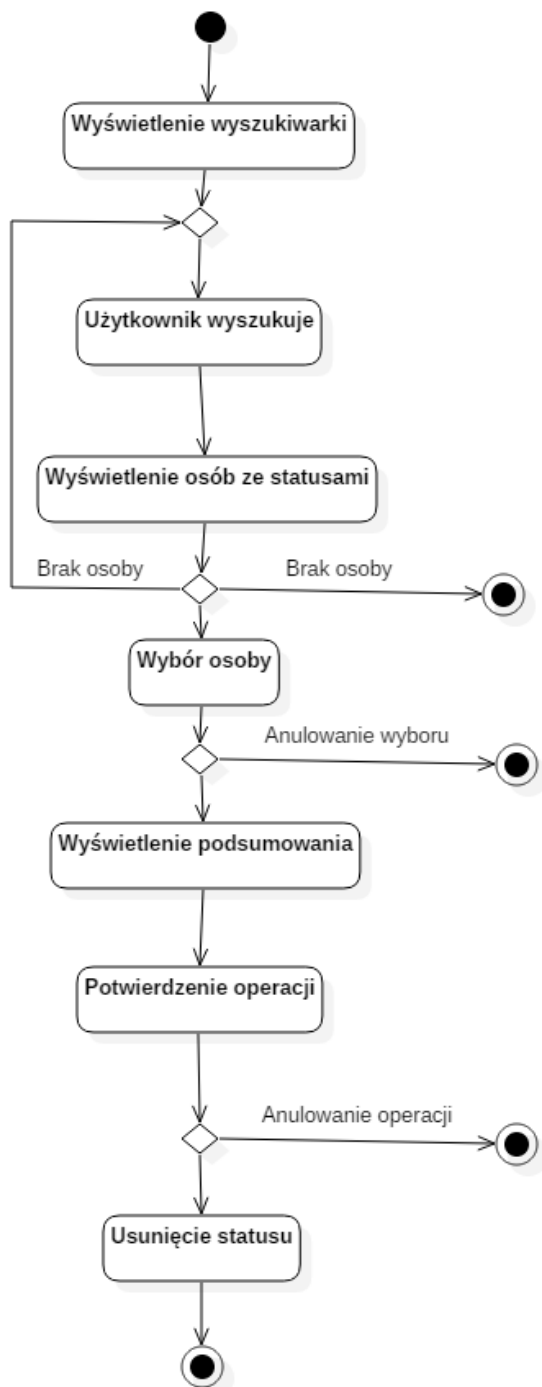 Wyświetlenie wyszukiwarki
Użytkownik wyszukuje
Wyświetlenie osób ze statusami
Brak osoby
Brak osoby
Wybór osoby
Anulowanie wyboru
Wyświetlenie podsumowania
Potwierdzenie operacji
Anulowanie operacji
Usunięcie statusu